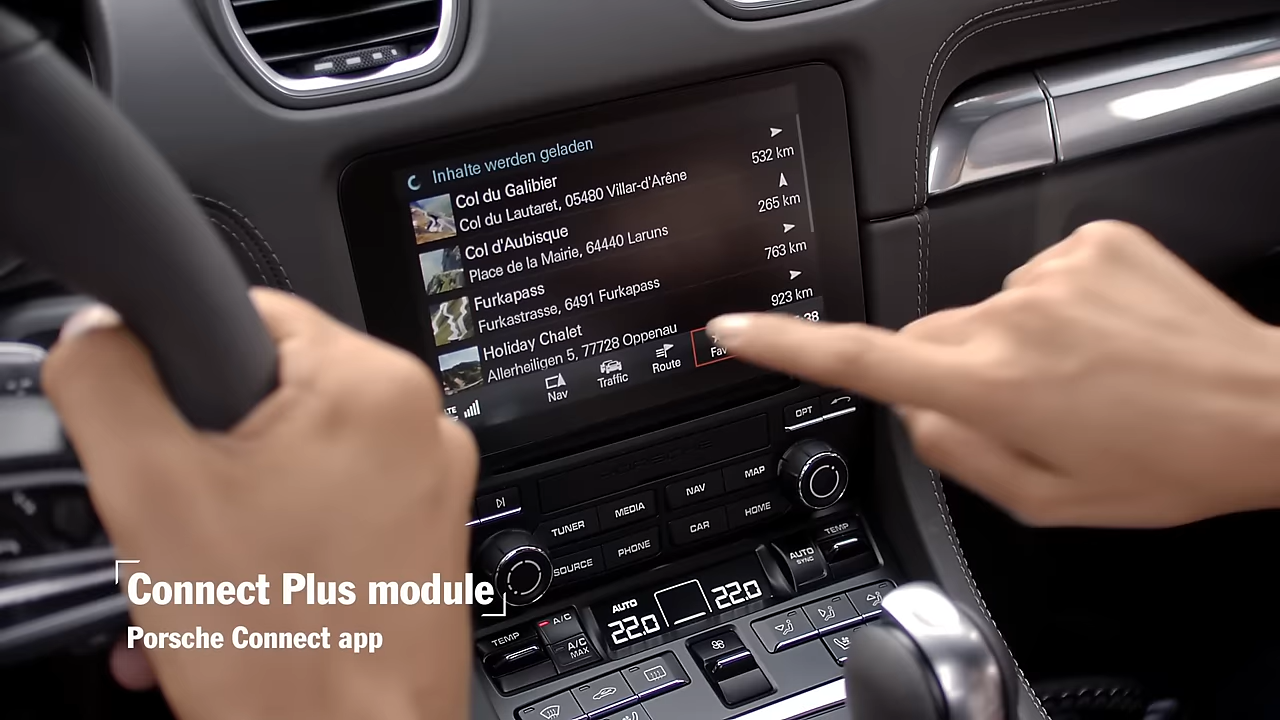 Inhalte werden geladen
Col du Galibier
Col du Lautaret, 05480 Villar-d'Arêne
532 km
Col d'Aubisque
Place de la Mairie, 64440 Laruns
265 km
Furkapass
Furkastrasse, 6491 Furkapass
763 km
Holiday Chalet
Allerheiligen 5, 77728 Oppenau
923 km
Nav
Traffic
Route
Fav
OPT
TUNER
MEDIA
NAV
MAP
SOURCE
PHONE
CAR
HOME
TEMP
A/C
A/C MAX
AUTO
22.0
22.0
AUTO SYNC
TEMP
Connect Plus module
Porsche Connect app